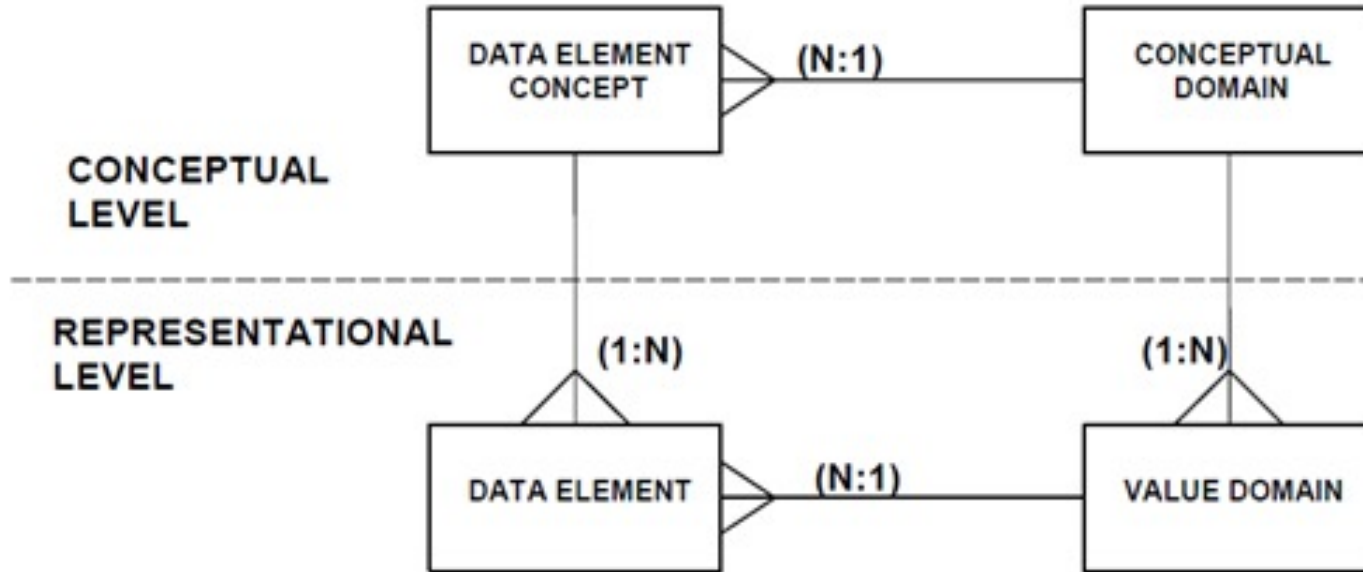 DATA ELEMENT
CONCEPT
(N:1)
CONCEPTUAL
DOMAIN
CONCEPTUAL
LEVEL
REPRESENTATIONAL
LEVEL
(1:N)
(1:N)
DATA ELEMENT
(N:1)
VALUE DOMAIN